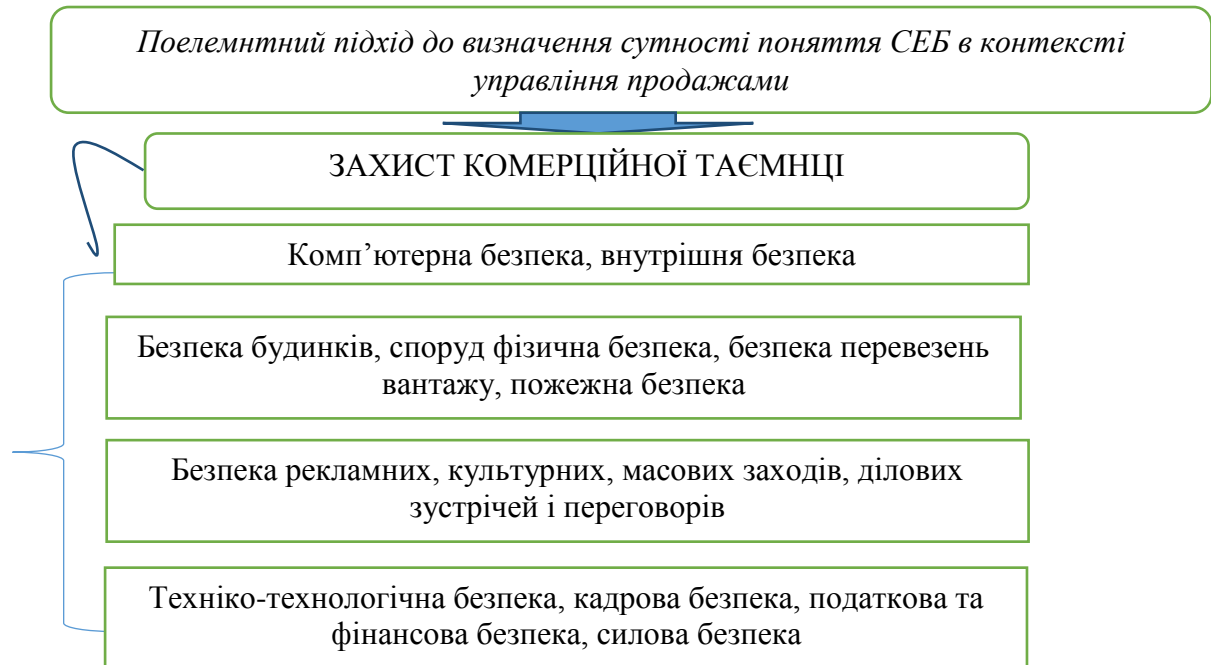 Поелемнтний підхід до визначення сутності поняття СЕБ в контексті
управління продажами
ЗАХИСТ КОМЕРЦІЙНОЇ ТАЄМНЦІ
Комп’ютерна безпека, внутрішня безпека
Безпека будинків, споруд фізична безпека, безпека перевезень
вантажу, пожежна безпека
Безпека рекламних, культурних, масових заходів, ділових
зустрічей і переговорів
Техніко-технологічна безпека, кадрова безпека, податкова та
фінансова безпека, силова безпека